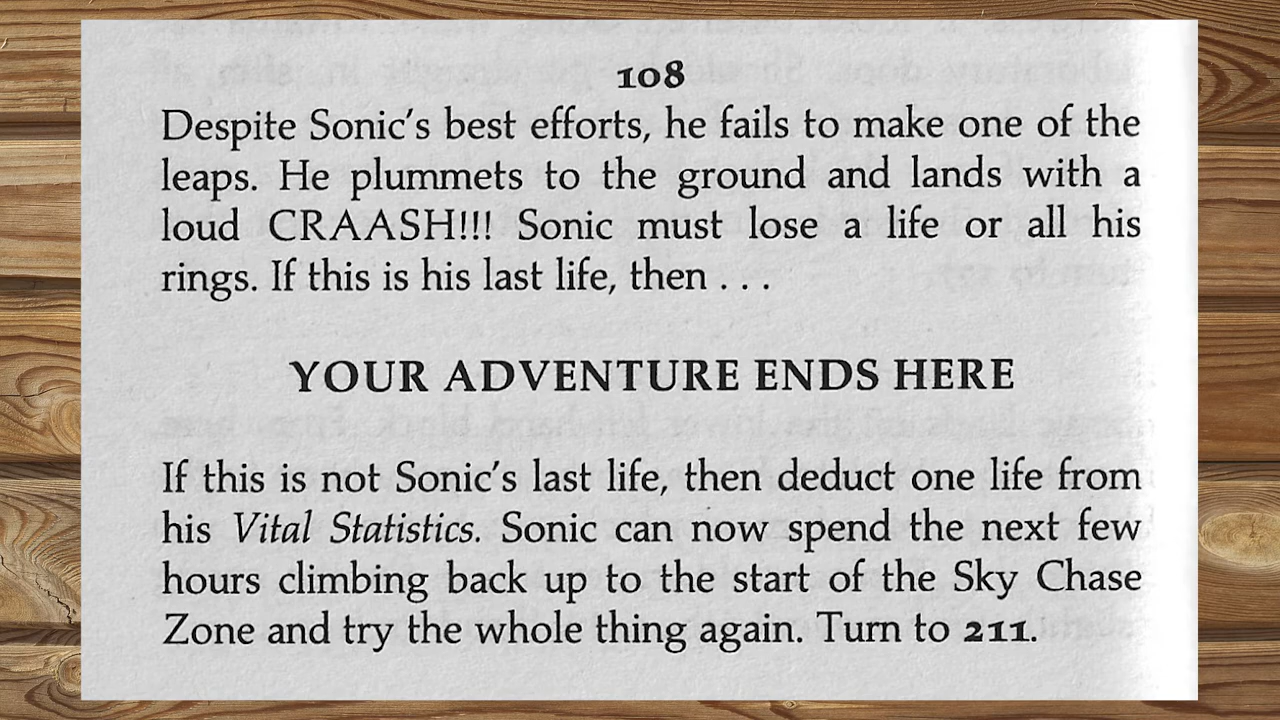 108
Despite Sonic's best efforts, he fails to make one of the
leaps. He plummets to the ground and lands with a
loud CRAASH!!! Sonic must lose a life or all his
rings. If this is his last life, then . . .
YOUR ADVENTURE ENDS HERE
If this is not Sonic's last life, then deduct one life from
his Vital Statistics. Sonic can now spend the next few
hours climbing back up to the start of the Sky Chase
Zone and try the whole thing again. Turn to 211.